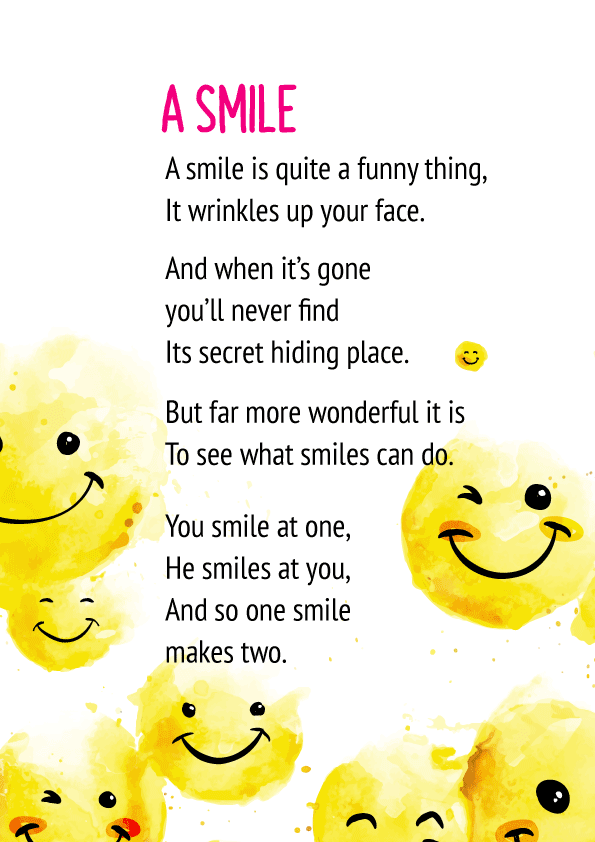 A SMILE
A smile is quite a funny thing,
It wrinkles up your face.
And when it’s gone
you’ll never find
Its secret hiding place.
But far more wonderful it is
To see what smiles can do.
You smile at one,
He smiles at you,
And so one smile
makes two.